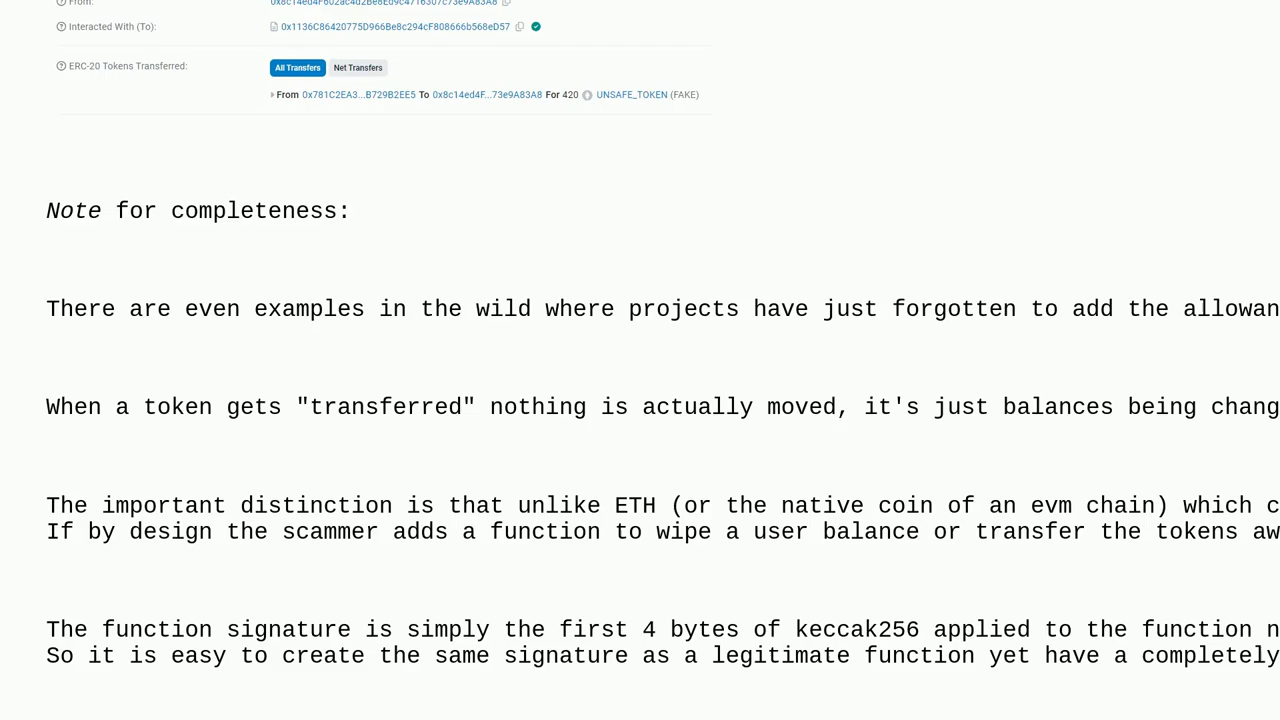 From:
0x8c14ed4F602ac4d2Be8Ed9c4716307c73e9A83A8
Interacted With (To):
0x1136C86420775D966Be8c294cF808666b568eD57
ERC-20 Tokens Transferred:
All Transfers Net Transfers
From 0x781C2EA3...B729B2EE5 To 0x8c14ed4F...73e9A83A8 For 420 UNSAFE_TOKEN (FAKE)
Note for completeness:
There are even examples in the wild where projects have just forgotten to add the allowan
When a token gets "transferred" nothing is actually moved, it's just balances being chang
The important distinction is that unlike ETH (or the native coin of an evm chain) which c
If by design the scammer adds a function to wipe a user balance or transfer the tokens aw
The function signature is simply the first 4 bytes of keccak256 applied to the function n
So it is easy to create the same signature as a legitimate function yet have a completely